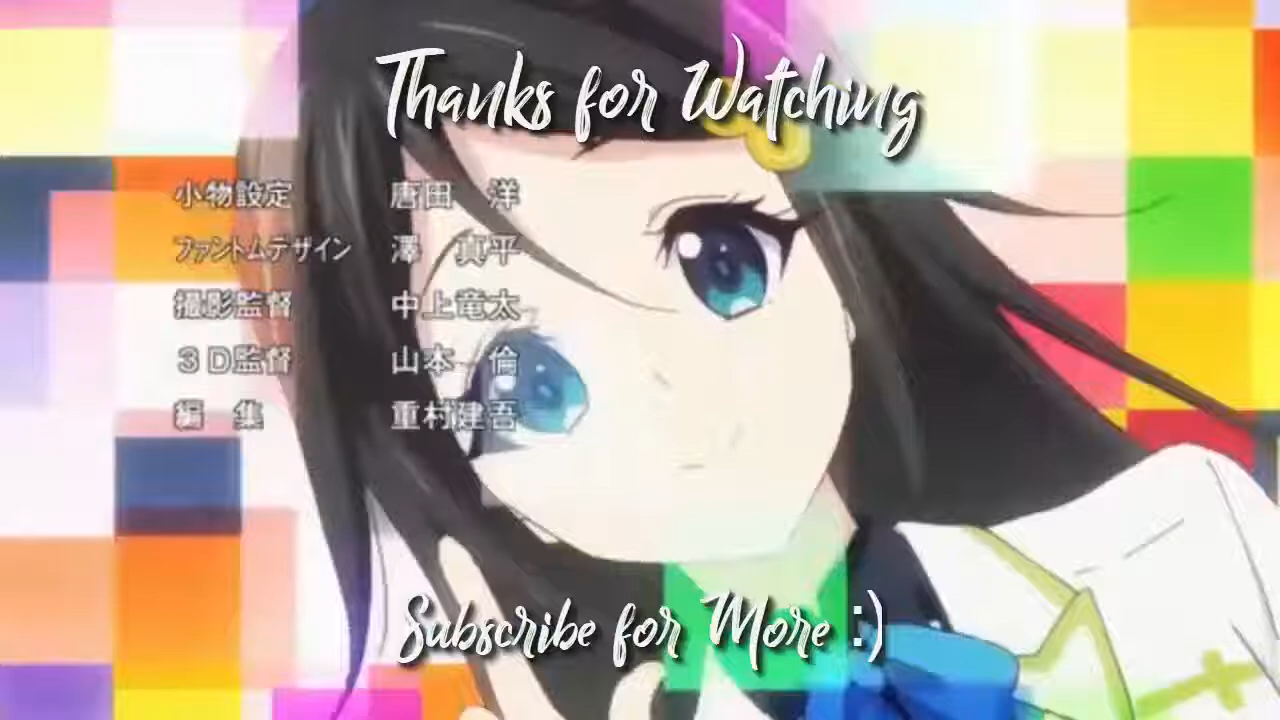 Thanks for Watching
小物設定 唐田 洋
ファントムデザイン 澤 真平
撮影監督 中上竜太
3D監督 山本 倫
編 集 重村建吾
Subscribe for More :)